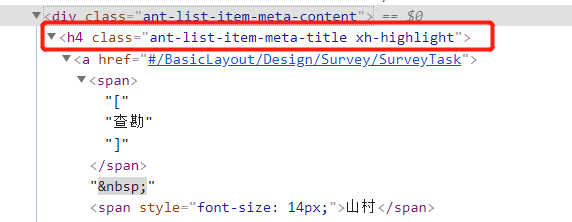 <div class="ant-list-item-meta-content"> == $0
▼<h4 class="ant-list-item-meta-title xh-highlight">
▼<a href="#/BasicLayout/Design/Survey/SurveyTask">
▼<span>
"["
"查勘"
"]"
</span>
"&nbsp;"
<span style="font-size: 14px;">山村</span>